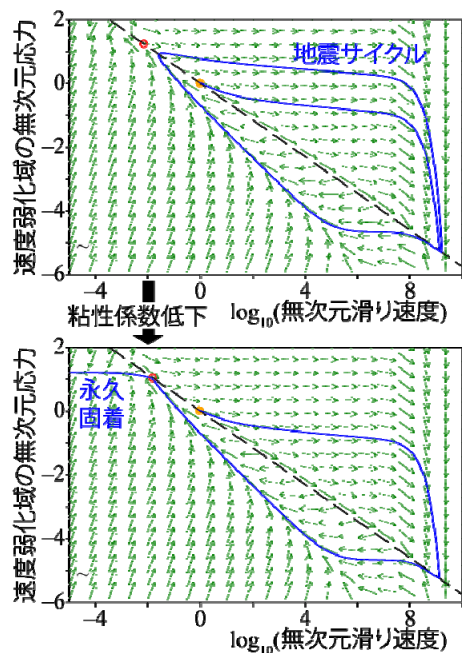 2
0
−2
−4
−6
速度弱化域の無次元応力
地震サイクル
~
−4
0
4
8
log10(無次元滑り速度)
粘性係数低下
2
0
−2
−4
−6
速度弱化域の無次元応力
永久
固着
~
−4
0
4
8
log10(無次元滑り速度)